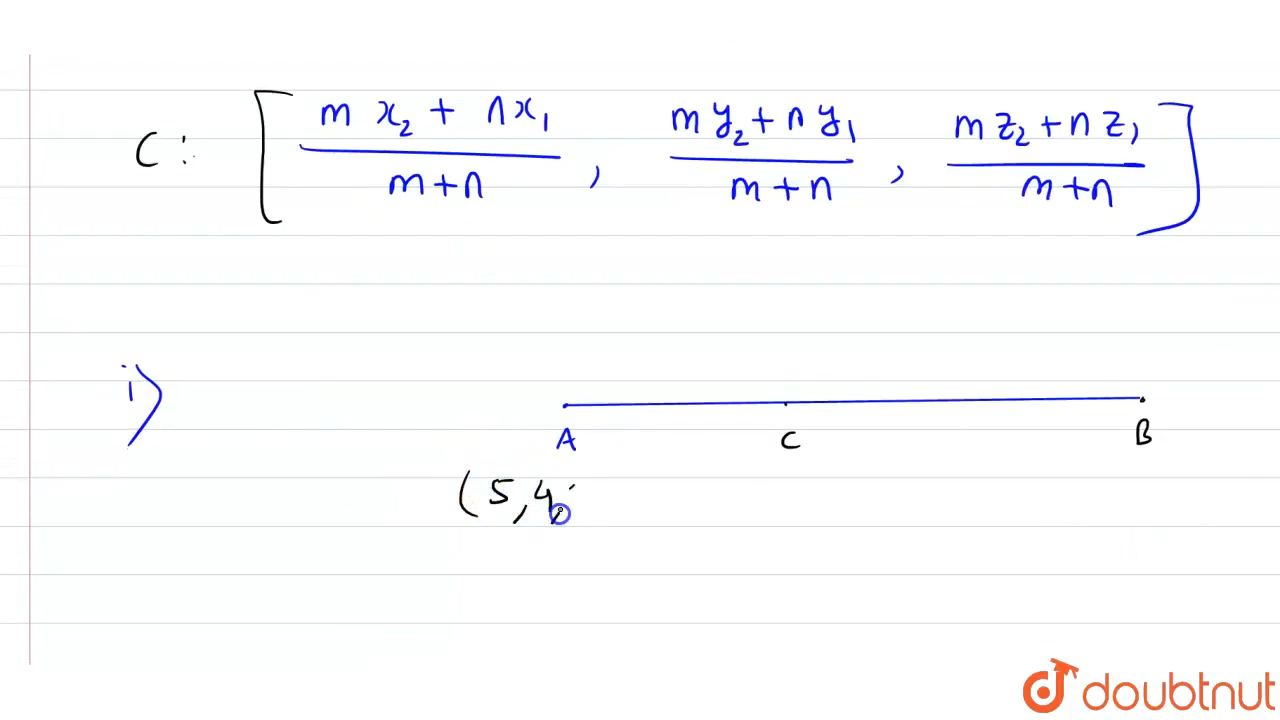 C : [ (m x₂ + n x₁)/(m+n) , (m y₂ + n y₁)/(m+n) , (m z₂ + n z₁)/(m+n) ]
i)
A C B
(5,4,
doubtnut